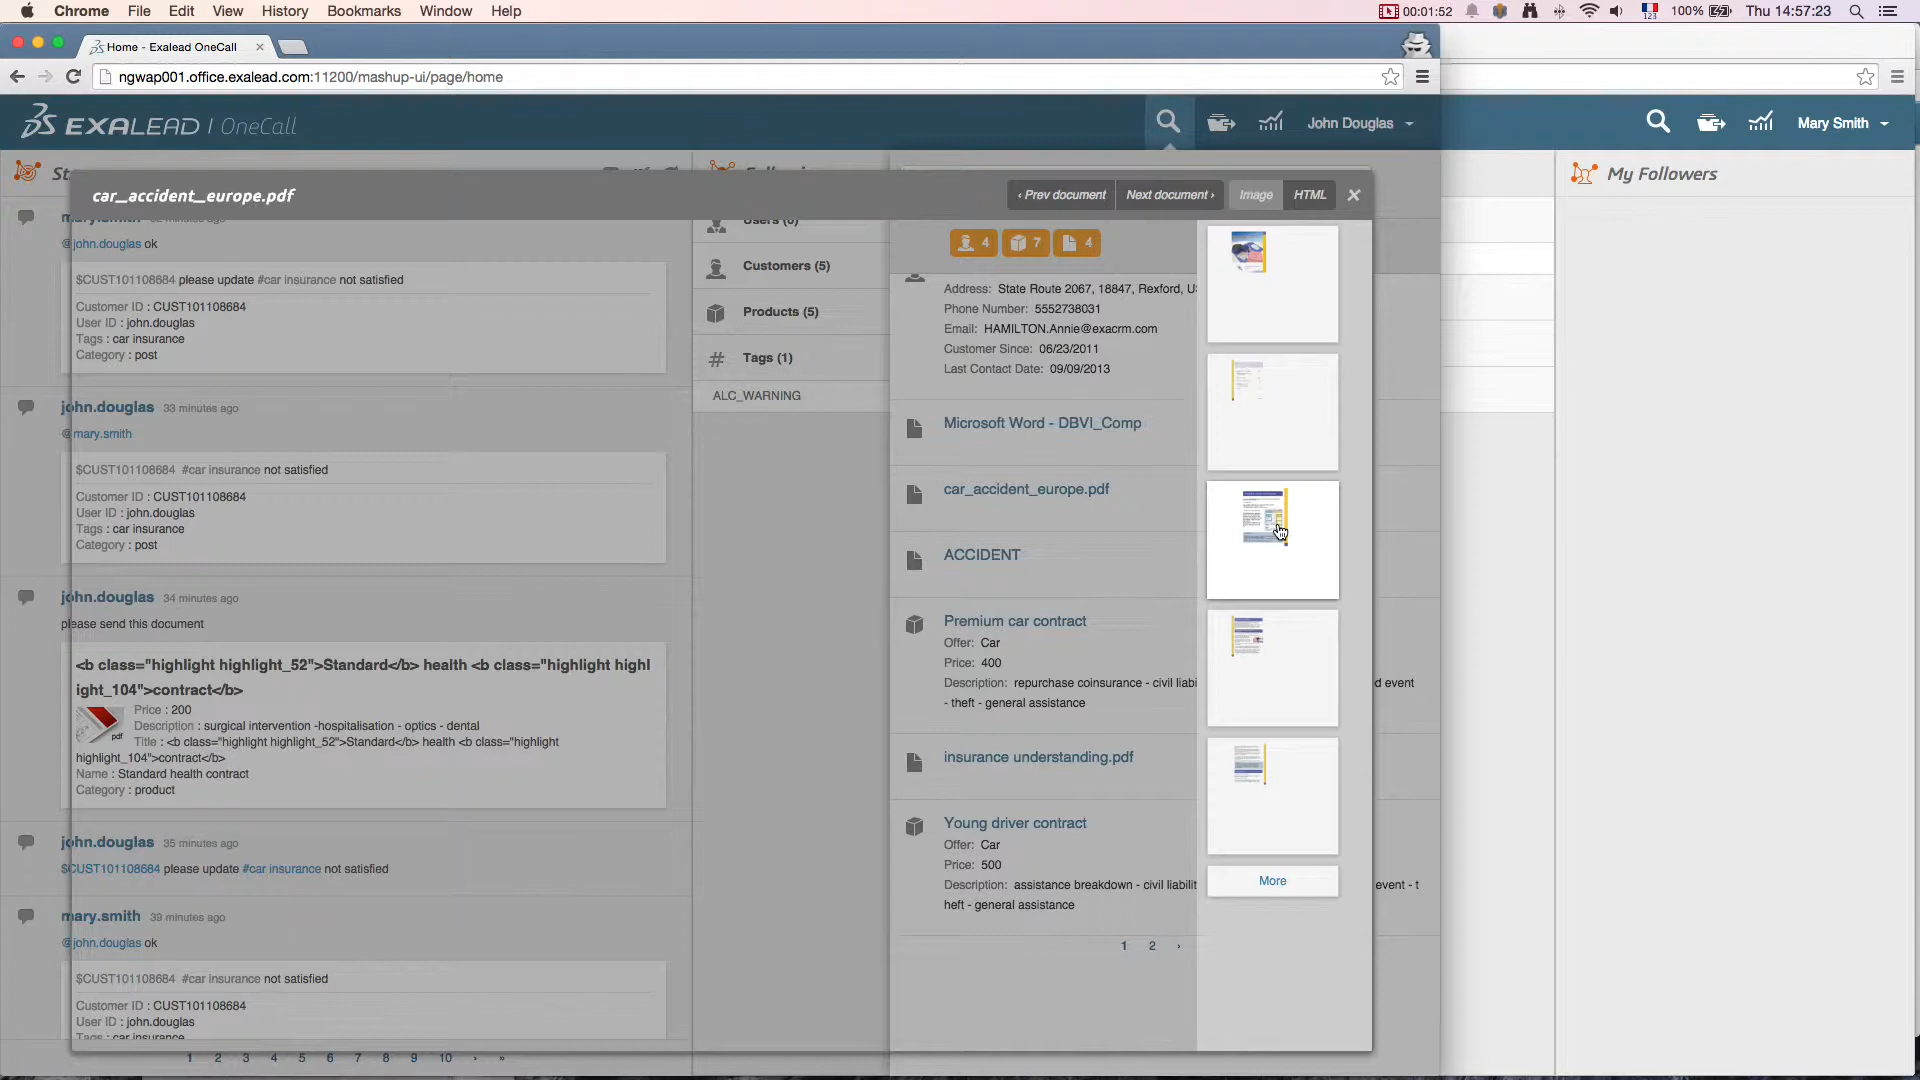 Chrome File Edit View History Bookmarks Window Help 00:01:52 123 100% Thu 14:57:23
Home - Exalead OneCall
ngwap001.office.exalead.com:11200/mashup-ui/page/home
EXALEAD | OneCall
John Douglas
Mary Smith
car_accident_europe.pdf
‹ Prev document
Next document ›
Image
HTML
mary.smith
@john.douglas ok
$CUST101108684 please update #car insurance not satisfied
Customer ID : CUST101108684
User ID : john.douglas
Tags : car insurance
Category : post
john.douglas 33 minutes ago
@mary.smith
$CUST101108684 #car insurance not satisfied
Customer ID : CUST101108684
User ID : john.douglas
Tags : car insurance
Category : post
john.douglas 34 minutes ago
please send this document
<b class="highlight highlight_52">Standard</b> health <b class="highlight highl
ight_104">contract</b>
pdf
Price : 200
Description : surgical intervention -hospitalisation - optics - dental
Title : <b class="highlight highlight_52">Standard</b> health <b class="highlight
highlight_104">contract</b>
Name : Standard health contract
Category : product
john.douglas 35 minutes ago
$CUST101108684 please update #car insurance not satisfied
mary.smith 39 minutes ago
@john.douglas ok
$CUST101108684 #car insurance not satisfied
Customer ID : CUST101108684
User ID : john.douglas
Tags : car insurance
1 2 3 4 5 6 7 8 9 10 › »
Users (0)
Customers (5)
Products (5)
# Tags (1)
ALC_WARNING
4 7 4
Address: State Route 2067, 18847, Rexford, U
Phone Number: 5552738031
Email: HAMILTON.Annie@exacrm.com
Customer Since: 06/23/2011
Last Contact Date: 09/09/2013
Microsoft Word - DBVI_Comp
car_accident_europe.pdf
ACCIDENT
Premium car contract
Offer: Car
Price: 400
Description: repurchase coinsurance - civil liabi
d event
- theft - general assistance
insurance understanding.pdf
Young driver contract
Offer: Car
Price: 500
Description: assistance breakdown - civil liabilit
event - t
heft - general assistance
1 2 ›
More
My Followers